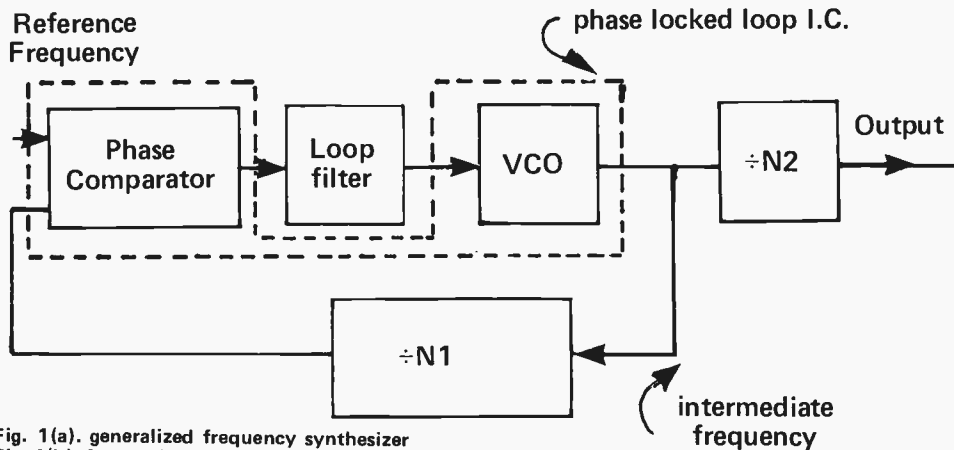 Reference
Frequency
phase locked loop I.C.
Phase
Comparator
Loop
filter
VCO
÷N2
Output
÷N1
intermediate
frequency
Fig. 1(a). generalized frequency synthesizer